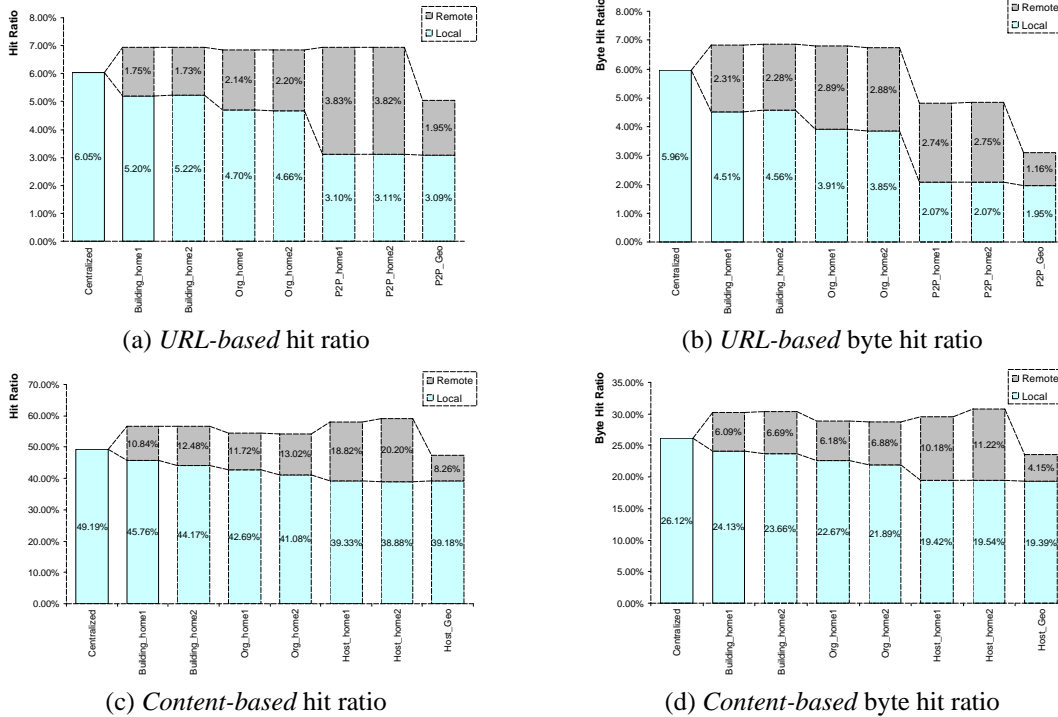 Hit Ratio
8.00%
7.00%
6.00%
5.00%
4.00%
3.00%
2.00%
1.00%
0.00%
Remote
Local
1.75%
1.73%
2.14%
2.20%
3.83%
3.82%
1.95%
6.05%
5.20%
5.22%
4.70%
4.66%
3.10%
3.11%
3.09%
Centralized
Building_home1
Building_home2
Org_home1
Org_home2
P2P_home1
P2P_home2
P2P_Geo
(a) URL-based hit ratio
Byte Hit Ratio
8.00%
7.00%
6.00%
5.00%
4.00%
3.00%
2.00%
1.00%
0.00%
Remote
Local
2.31%
2.28%
2.89%
2.88%
2.74%
2.75%
1.16%
5.96%
4.51%
4.56%
3.91%
3.85%
2.07%
2.07%
1.95%
Centralized
Building_home1
Building_home2
Org_home1
Org_home2
P2P_home1
P2P_home2
P2P_Geo
(b) URL-based byte hit ratio
Hit Ratio
70.00%
60.00%
50.00%
40.00%
30.00%
20.00%
10.00%
0.00%
Remote
Local
10.84%
12.48%
11.72%
13.02%
18.82%
20.20%
8.26%
49.19%
45.76%
44.17%
42.69%
41.08%
39.33%
38.88%
39.18%
Centralized
Building_home1
Building_home2
Org_home1
Org_home2
Host_home1
Host_home2
Host_Geo
(c) Content-based hit ratio
Byte Hit Ratio
35.00%
30.00%
25.00%
20.00%
15.00%
10.00%
5.00%
0.00%
Remote
Local
6.09%
6.69%
6.18%
6.88%
10.18%
11.22%
4.15%
26.12%
24.13%
23.66%
22.67%
21.89%
19.42%
19.54%
19.39%
Centralized
Building_home1
Building_home2
Org_home1
Org_home2
Host_home1
Host_home2
Host_Geo
(d) Content-based byte hit ratio